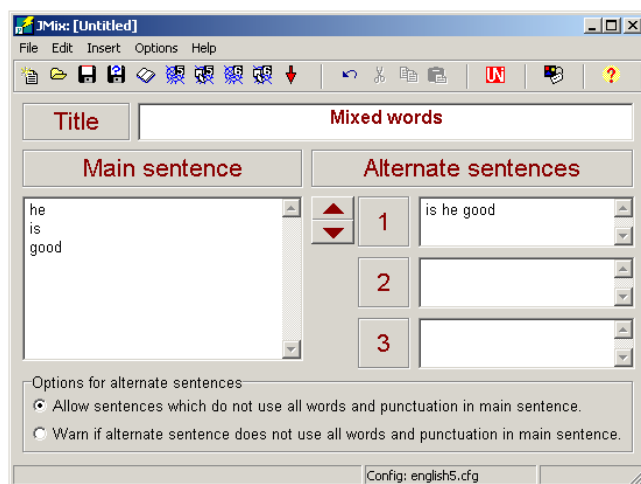 JMix: [Untitled]
File Edit Insert Options Help
Title
Mixed words
Main sentence
Alternate sentences
he
is
good
1
is he good
2
3
Options for alternate sentences
Allow sentences which do not use all words and punctuation in main sentence.
Warn if alternate sentence does not use all words and punctuation in main sentence.
Config: english5.cfg